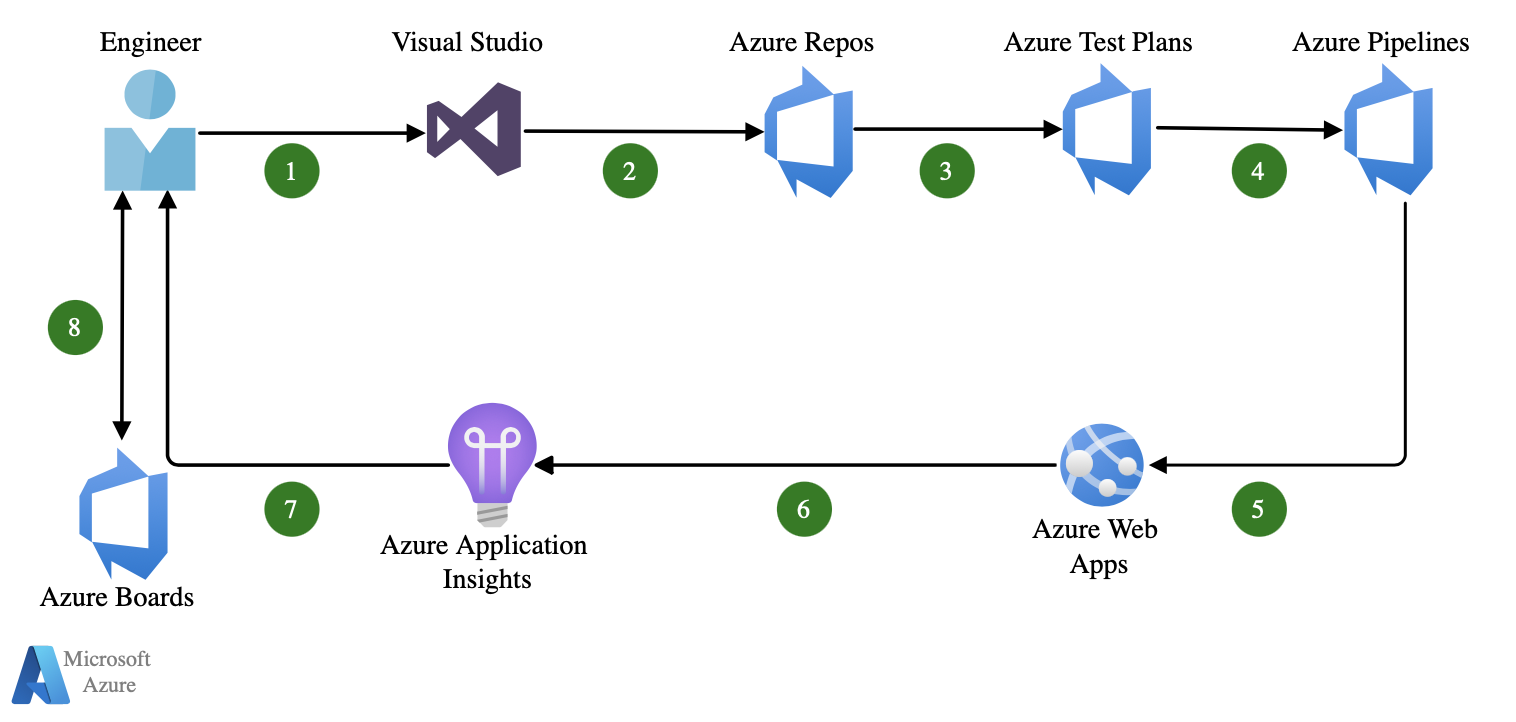 Engineer
Visual Studio
Azure Repos
Azure Test Plans
Azure Pipelines
1
2
3
4
8
7
6
5
Azure Application
Insights
Azure Web
Apps
Azure Boards
Microsoft
Azure